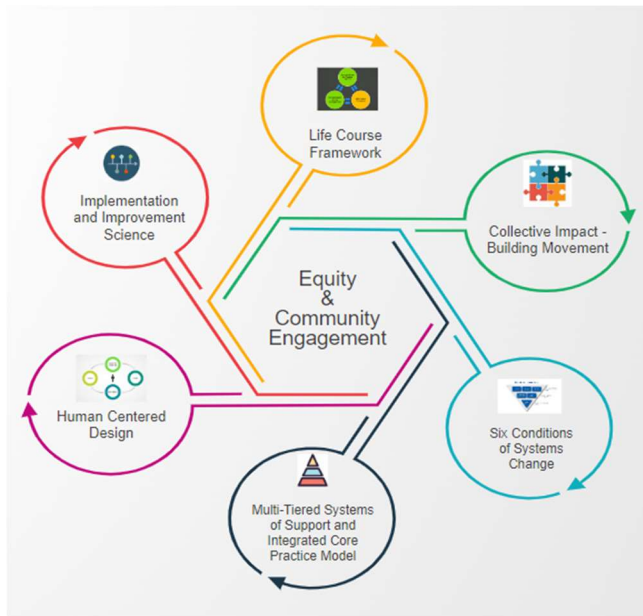 Life Course
Framework
Implementation
and Improvement
Science
Collective Impact -
Building Movement
Equity
&
Community
Engagement
Human Centered
Design
Six Conditions
of Systems
Change
Multi-Tiered Systems
of Support and
Integrated Core
Practice Model